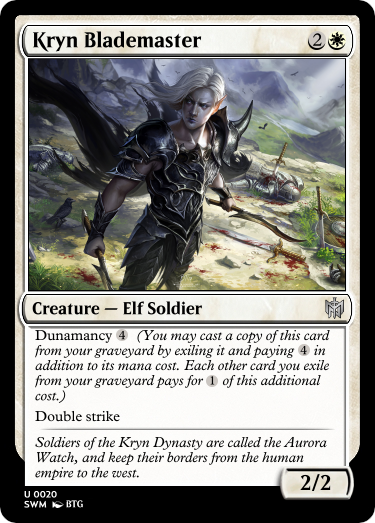 Kryn Blademaster 2
Creature — Elf Soldier
Dunamancy 4 (You may cast a copy of this card
from your graveyard by exiling it and paying 4 in
addition to its mana cost. Each other card you exile
from your graveyard pays for 1 of this additional
cost.)
Double strike
Soldiers of the Kryn Dynasty are called the Aurora
Watch, and keep their borders from the human
empire to the west.
2/2
U 0020
SWM BTG